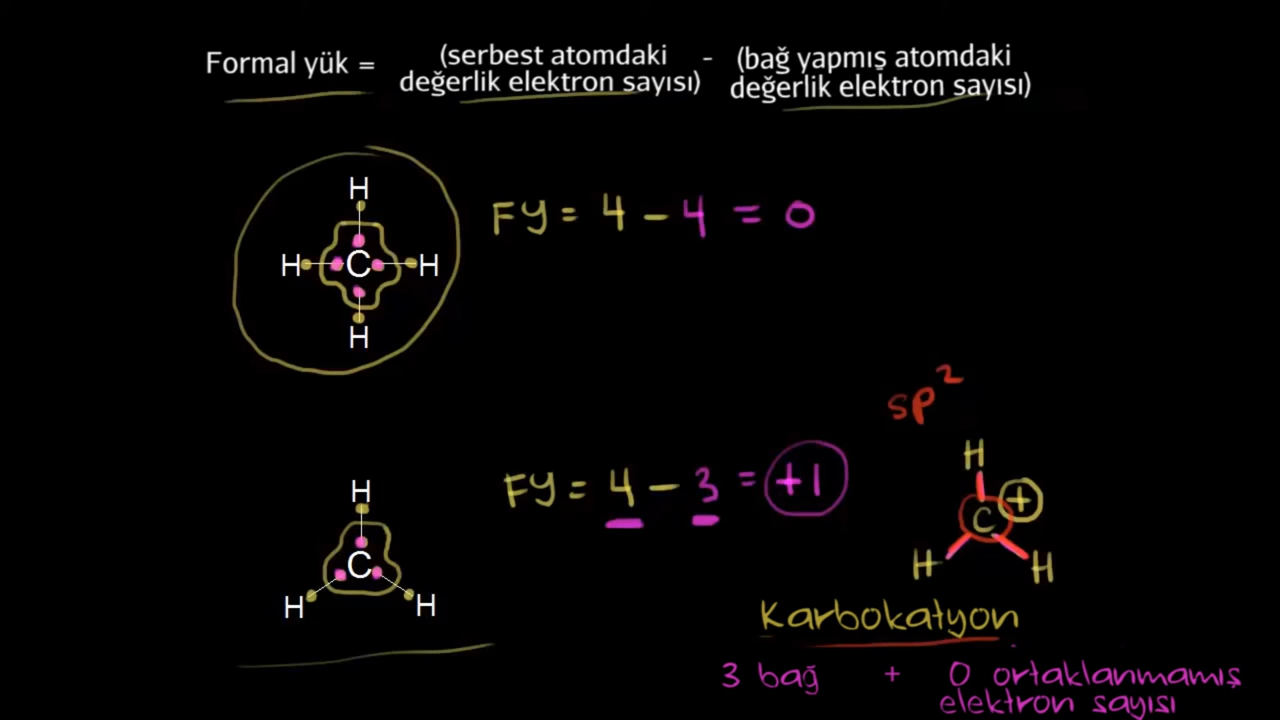 Formal yük = (serbest atomdaki değerlik elektron sayısı) - (bağ yapmış atomdaki değerlik elektron sayısı)
H
H C H
H
FY = 4 - 4 = 0
sp²
H
C
H H
FY = 4 - 3 = +1
H
C +
H H
Karbokatyon
3 bağ + 0 ortaklanmamış
elektron sayısı